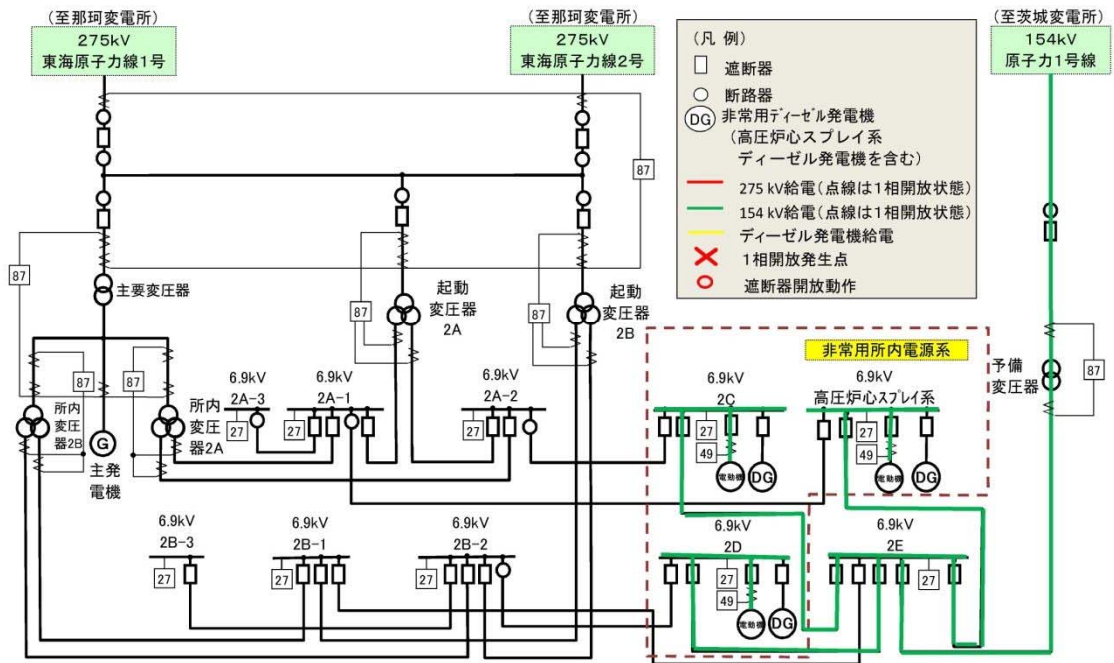 (至那珂変電所)
275kV
東海原子力線1号
(至那珂変電所)
275kV
東海原子力線2号
(至茨城変電所)
154kV
原子力1号線
(凡 例)
遮断器
断路器
DG
非常用ディーゼル発電機
(高圧炉心スプレイ系
ディーゼル発電機を含む)
275 kV給電(点線は1相開放状態)
154 kV給電(点線は1相開放状態)
ディーゼル発電機給電
1相開放発生点
遮断器開放動作
87
87
87
87
87
87
87
主要変圧器
起動
変圧器
2A
起動
変圧器
2B
予備
変圧器
所内
変圧
器2B
G
主発
電機
所内
変圧
器2A
非常用所内電源系
6.9kV
2A-3
27
6.9kV
2A-1
27
6.9kV
2A-2
27
6.9kV
2C
27
49
電動機
DG
6.9kV
高圧炉心スプレイ系
27
49
電動機
DG
6.9kV
2B-3
27
6.9kV
2B-1
27
6.9kV
2B-2
27
6.9kV
2D
27
49
電動機
DG
6.9kV
2E
27